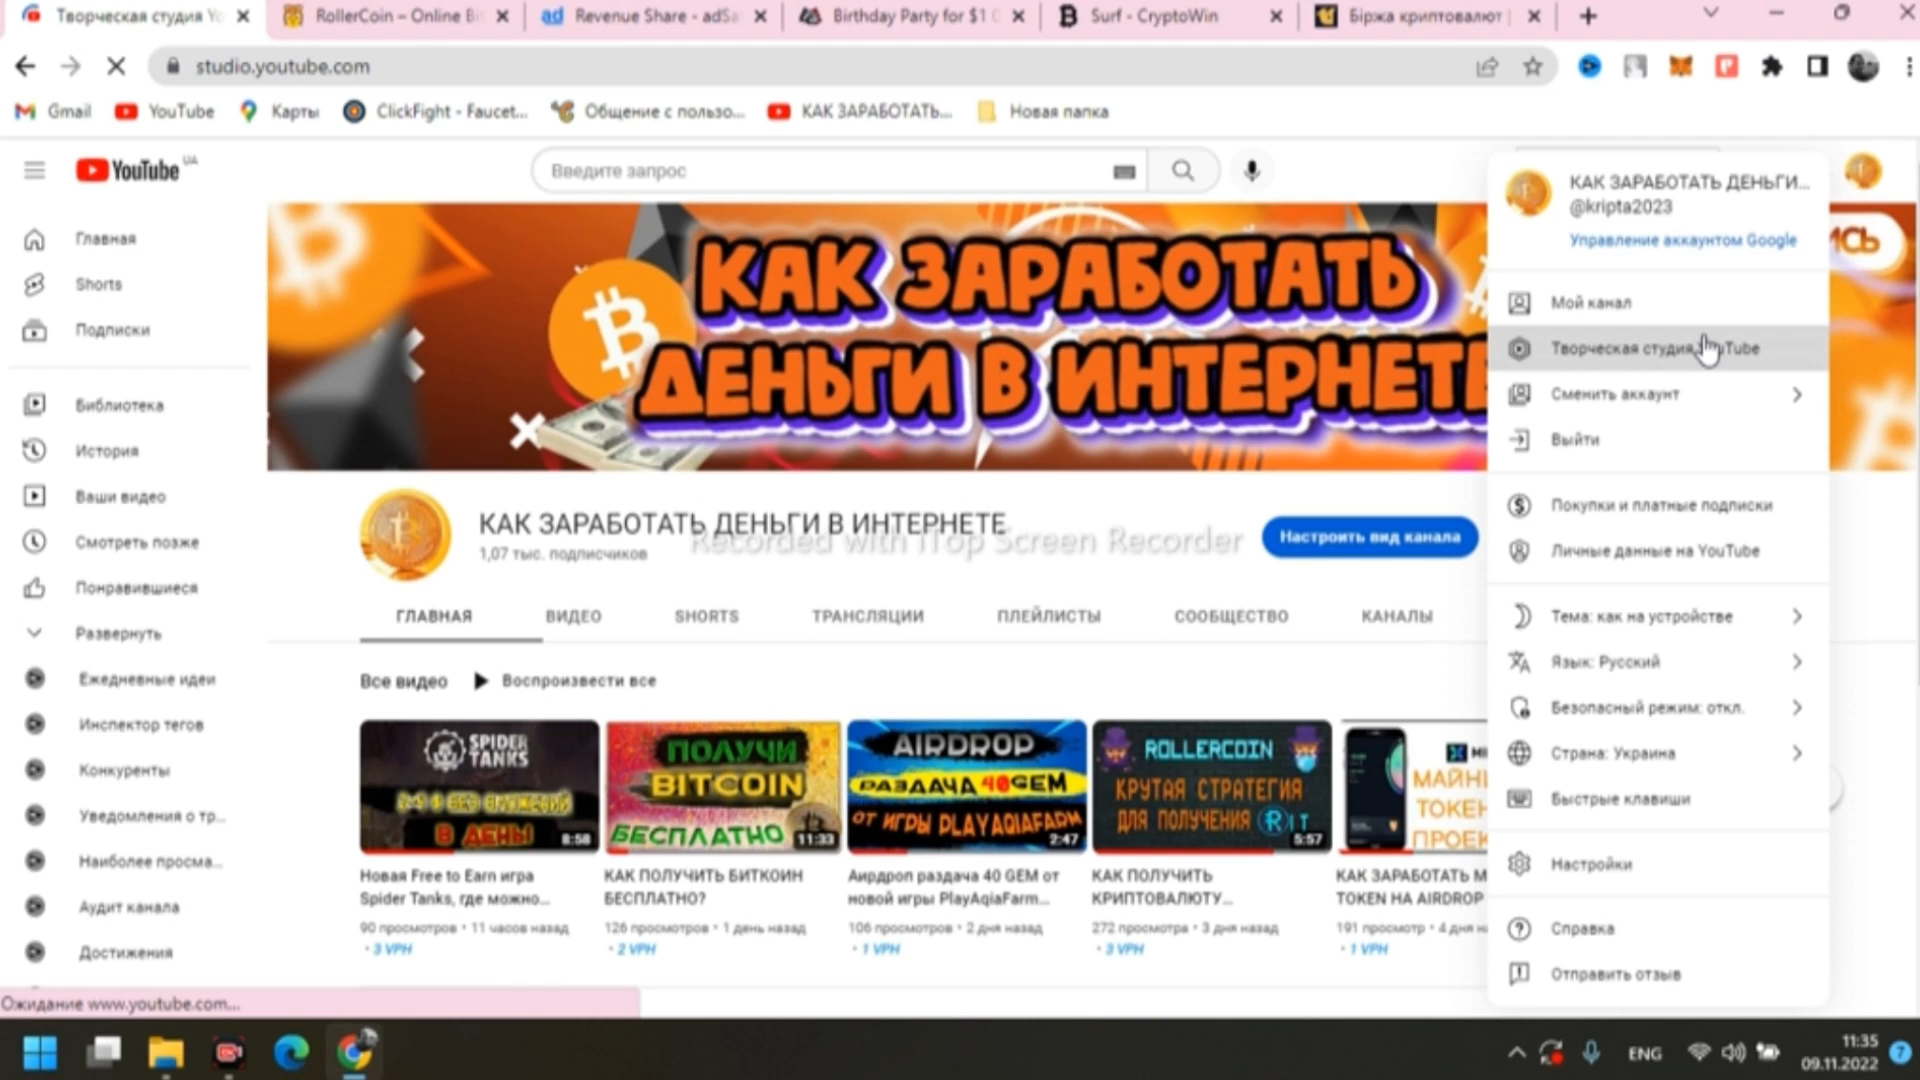 Творческая студия Yo
RollerCoin – Online Bi
Revenue Share - adS
Birthday Party for $1 0
Surf - CryptoWin
Біржа криптовалют |
studio.youtube.com
Gmail
YouTube
Карты
ClickFight - Faucet...
Общение с пользо...
КАК ЗАРАБОТАТЬ...
Новая папка
YouTube UA
Введите запрос
Главная
Shorts
Подписки
Библиотека
История
Ваши видео
Смотреть позже
Понравившиеся
Развернуть
Ежедневные идеи
Инспектор тегов
Конкуренты
Уведомления о тр...
Наиболее просма...
Аудит канала
Достижения
КАК ЗАРАБОТАТЬ
ДЕНЬГИ В ИНТЕРНЕТЕ
КАК ЗАРАБОТАТЬ ДЕНЬГИ В ИНТЕРНЕТЕ
1,07 тыс. подписчиков
Recorded with iTop Screen Recorder
Настроить вид канала
ГЛАВНАЯ
ВИДЕО
SHORTS
ТРАНСЛЯЦИИ
ПЛЕЙЛИСТЫ
СООБЩЕСТВО
КАНАЛЫ
Все видео
Воспроизвести все
SPIDER
TANKS
В ДЕНЬ
8:58
Новая Free to Earn игра
Spider Tanks, где можно...
90 просмотров • 11 часов назад
• 3 VPH
ПОЛУЧИ
BITCOIN
БЕСПЛАТНО
11:33
КАК ПОЛУЧИТЬ БИТКОИН
БЕСПЛАТНО?
126 просмотров • 1 день назад
• 2 VPH
AIRDROP
РАЗДАЧА 40GEM
ОТ ИГРЫ PLAYAQIAFARM
2:47
Аирдроп раздача 40 GEM от
новой игры PlayAqiaFarm...
106 просмотров • 2 дня назад
• 1 VPH
ROLLERCOIN
КРУТАЯ СТРАТЕГИЯ
ДЛЯ ПОЛУЧЕНИЯ RIT
5:57
КАК ПОЛУЧИТЬ
КРИПТОВАЛЮТУ...
272 просмотра • 3 дня назад
• 3 VPH
MI
МАЙН
ТОКЕН
ПРОЕК
КАК ЗАРАБОТАТЬ М
TOKEN НА AIRDROP
191 просмотр • 4 дня н
• 1 VPH
КАК ЗАРАБОТАТЬ ДЕНЬГИ...
@kripta2023
Управление аккаунтом Google
Мой канал
Творческая студия YouTube
Сменить аккаунт
Выйти
Покупки и платные подписки
Личные данные на YouTube
Тема: как на устройстве
Язык: Русский
Безопасный режим: откл.
Страна: Украина
Быстрые клавиши
Настройки
Справка
Отправить отзыв
ИСЬ
Ожидание www.youtube.com...
ENG
11:35
09.11.2022
7